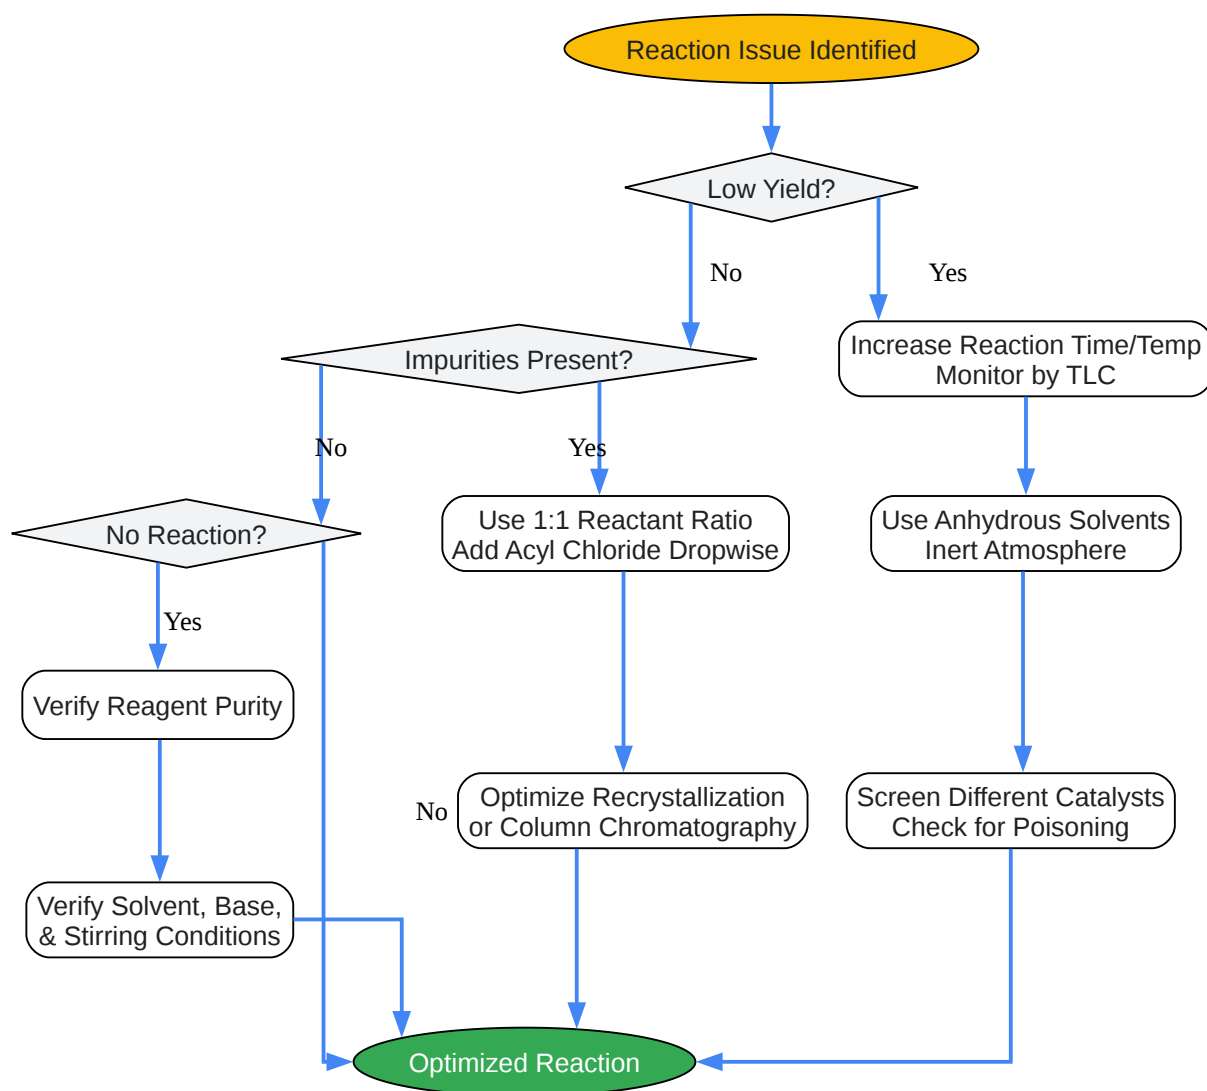 Reaction Issue Identified
Low Yield?
No
Yes
Impurities Present?
Increase Reaction Time/Temp
Monitor by TLC
No
Yes
No Reaction?
Use 1:1 Reactant Ratio
Add Acyl Chloride Dropwise
Use Anhydrous Solvents
Inert Atmosphere
Yes
Verify Reagent Purity
No
Optimize Recrystallization
or Column Chromatography
Screen Different Catalysts
Check for Poisoning
Verify Solvent, Base,
& Stirring Conditions
Optimized Reaction